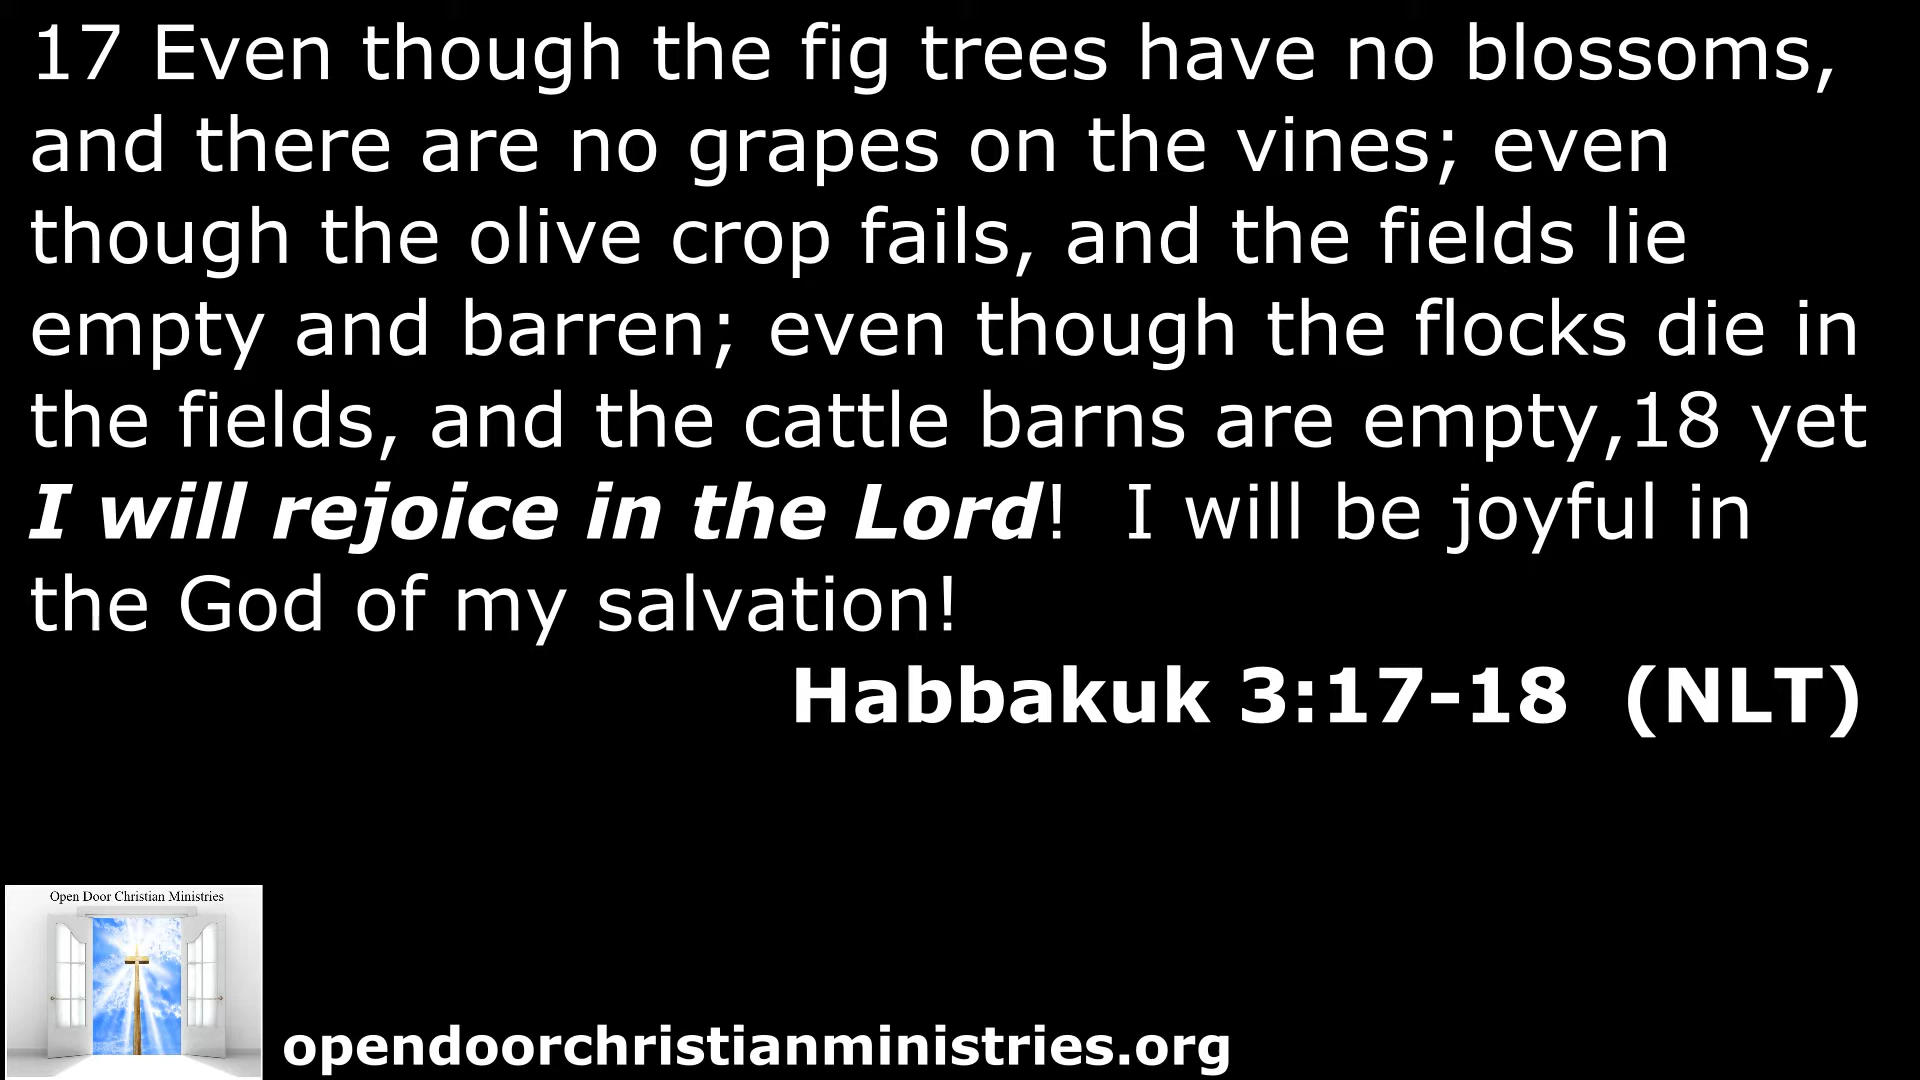 17 Even though the fig trees have no blossoms,
and there are no grapes on the vines; even
though the olive crop fails, and the fields lie
empty and barren; even though the flocks die in
the fields, and the cattle barns are empty,18 yet
I will rejoice in the Lord!  I will be joyful in
the God of my salvation!
Habbakuk 3:17-18  (NLT)
Open Door Christian Ministries
opendoorchristianministries.org